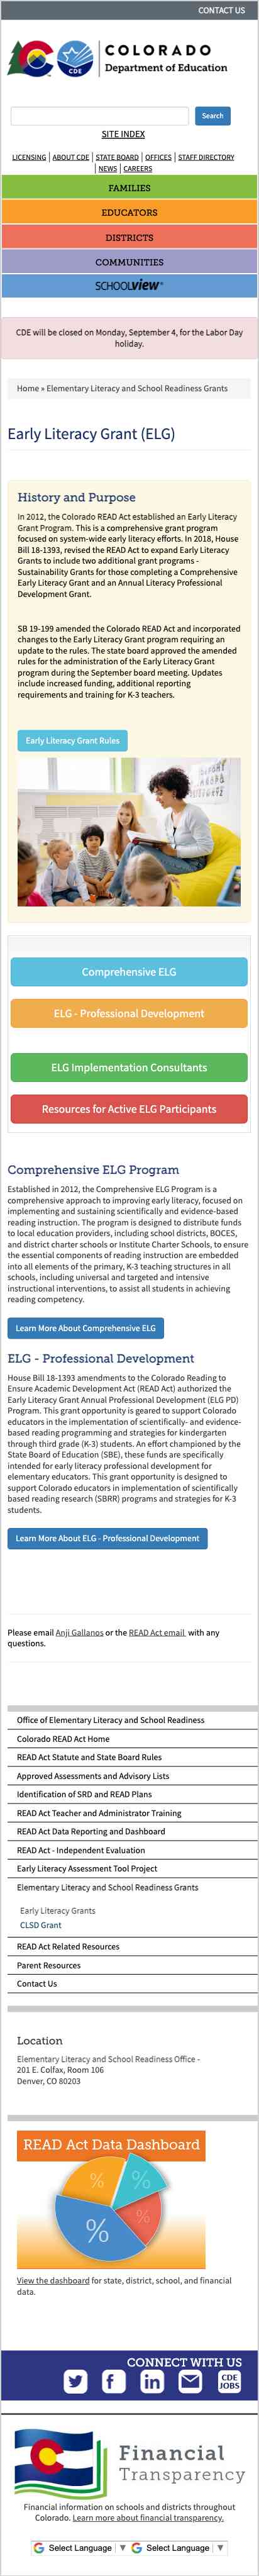 CONTACT US
CDE
COLORADO
Department of Education
Search
SITE INDEX
LICENSING | ABOUT CDE | STATE BOARD | OFFICES | STAFF DIRECTORY
| NEWS | CAREERS
FAMILIES
EDUCATORS
DISTRICTS
COMMUNITIES
SCHOOLVIEW®
CDE will be closed on Monday, September 4, for the Labor Day
holiday.
Home » Elementary Literacy and School Readiness Grants
Early Literacy Grant (ELG)
History and Purpose
In 2012, the Colorado READ Act established an Early Literacy
Grant Program. This is a comprehensive grant program
focused on system-wide early literacy efforts. In 2018, House
Bill 18-1393, revised the READ Act to expand Early Literacy
Grants to include two additional grant programs -
Sustainability Grants for those completing a Comprehensive
Early Literacy Grant and an Annual Literacy Professional
Development Grant.
SB 19-199 amended the Colorado READ Act and incorporated
changes to the Early Literacy Grant program requiring an
update to the rules. The state board approved the amended
rules for the administration of the Early Literacy Grant
program during the September board meeting. Updates
include increased funding, additional reporting
requirements and training for K-3 teachers.
Early Literacy Grant Rules
Comprehensive ELG
ELG - Professional Development
ELG Implementation Consultants
Resources for Active ELG Participants
Comprehensive ELG Program
Established in 2012, the Comprehensive ELG Program is a
comprehensive approach to improving early literacy, focused on
implementing and sustaining scientifically and evidence-based
reading instruction. The program is designed to distribute funds
to local education providers, including school districts, BOCES,
and district charter schools or Institute Charter Schools, to ensure
the essential components of reading instruction are embedded
into all elements of the primary, K-3 teaching structures in all
schools, including universal and targeted and intensive
instructional interventions, to assist all students in achieving
reading competency.
Learn More About Comprehensive ELG
ELG - Professional Development
House Bill 18-1393 amendments to the Colorado Reading to
Ensure Academic Development Act (READ Act) authorized the
Early Literacy Grant Annual Professional Development (ELG PD)
Program. This grant opportunity is geared to support Colorado
educators in the implementation of scientifically- and evidence-
based reading programming and strategies for kindergarten
through third grade (K-3) students. An effort championed by the
State Board of Education (SBE), these funds are specifically
intended for early literacy professional development for
elementary educators. This grant opportunity is designed to
support Colorado educators in implementation of scientifically
based reading research (SBRR) programs and strategies for K-3
students.
Learn More About ELG - Professional Development
Please email Anji Gallanos or the READ Act email with any
questions.
Office of Elementary Literacy and School Readiness
Colorado READ Act Home
READ Act Statute and State Board Rules
Approved Assessments and Advisory Lists
Identification of SRD and READ Plans
READ Act Teacher and Administrator Training
READ Act Data Reporting and Dashboard
READ Act - Independent Evaluation
Early Literacy Assessment Tool Project
Elementary Literacy and School Readiness Grants
Early Literacy Grants
CLSD Grant
READ Act Related Resources
Parent Resources
Contact Us
Location
Elementary Literacy and School Readiness Office -
201 E. Colfax, Room 106
Denver, CO 80203
READ Act Data Dashboard
% %
% %
View the dashboard for state, district, school, and financial
data.
CONNECT WITH US
CDE
JOBS
Financial
Transparency
Financial information on schools and districts throughout
Colorado. Learn more about financial transparency.
Select Language ▼ Select Language ▼